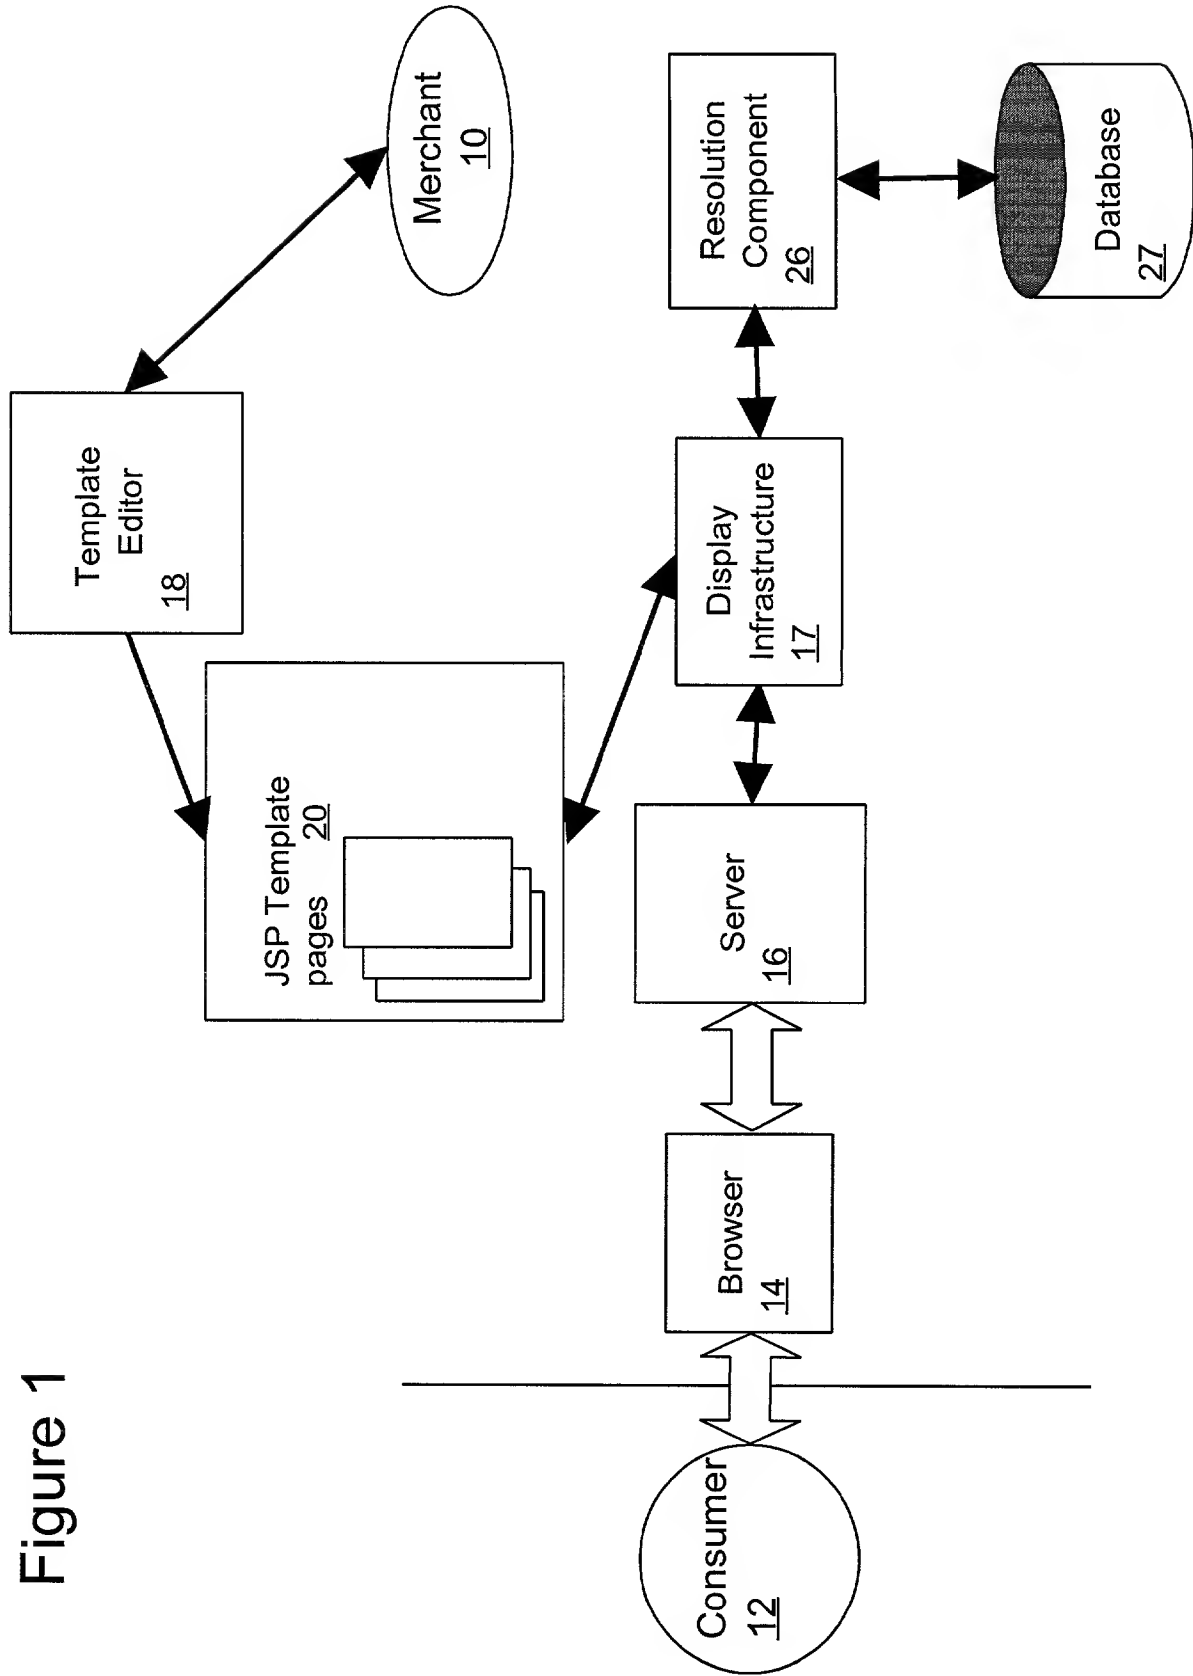 Figure 1
Template
Editor
18
Merchant
10
JSP Template
pages 20
Consumer
12
Browser
14
Server
16
Display
Infrastructure
17
Resolution
Component
26
Database
27